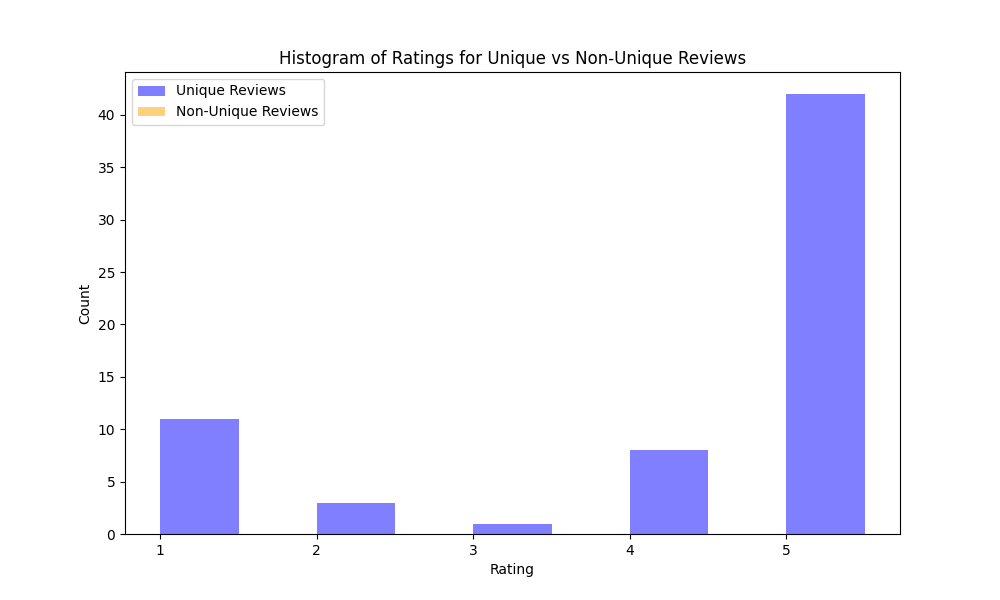 Histogram of Ratings for Unique vs Non-Unique Reviews
Unique Reviews
Non-Unique Reviews
40
35
30
25
20
15
10
5
0
Count
1 2 3 4 5
Rating